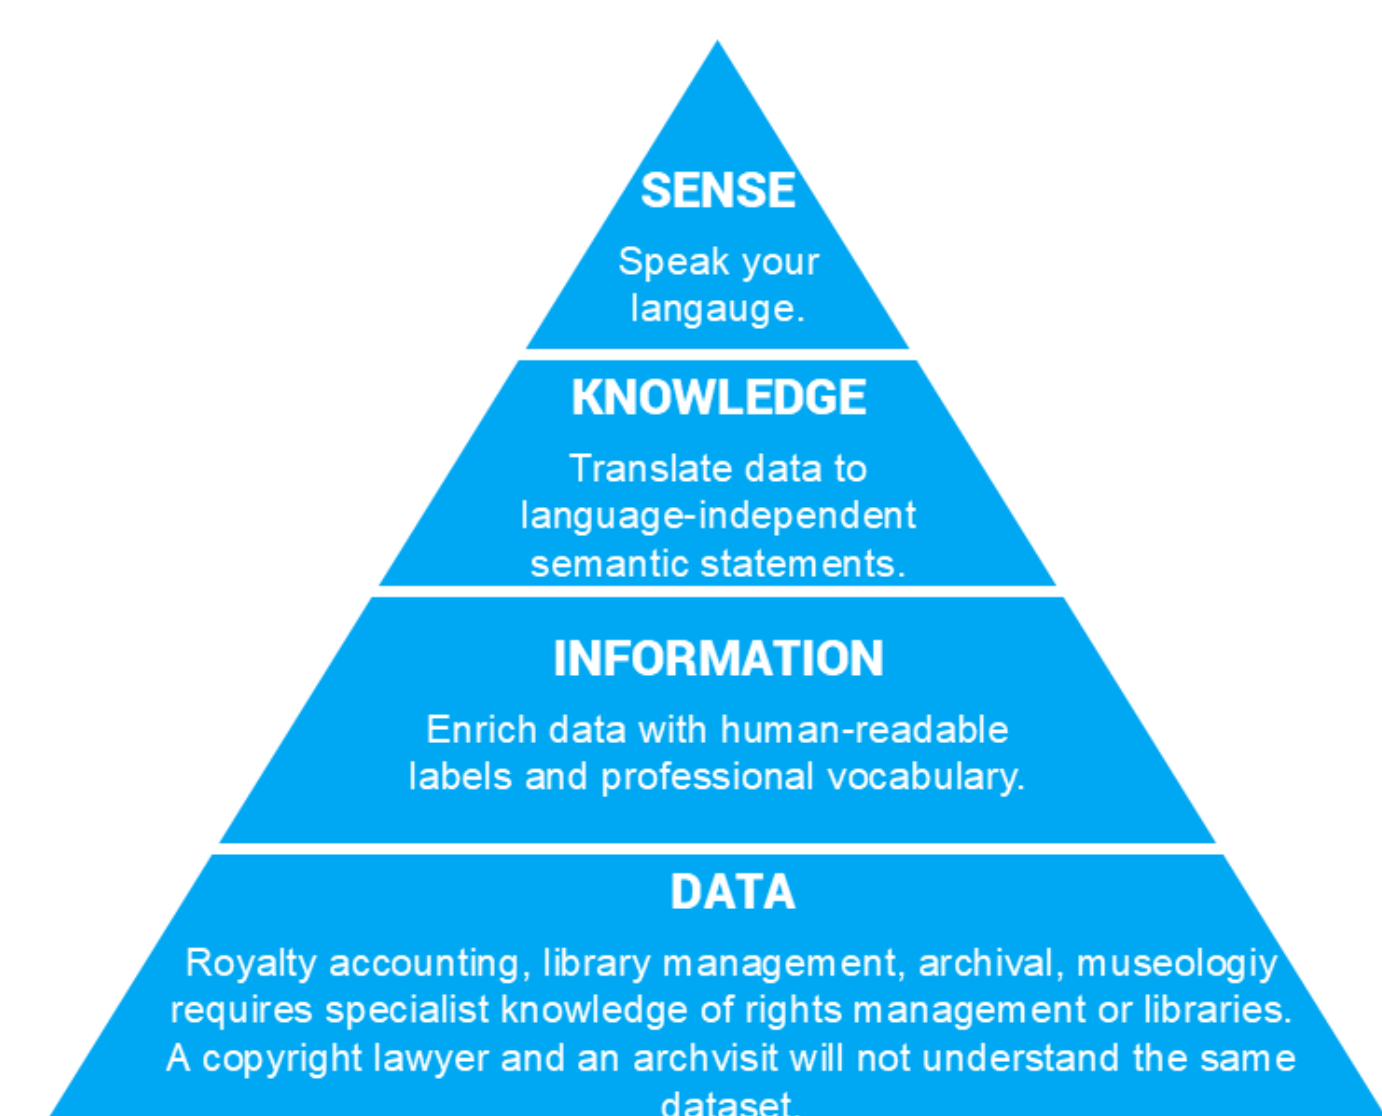 SENSE
Speak your
langauge.
KNOWLEDGE
Translate data to
language-independent
semantic statements.
INFORMATION
Enrich data with human-readable
labels and professional vocabulary.
DATA
Royalty accounting, library management, archival, museologiy
requires specialist knowledge of rights management or libraries.
A copyright lawyer and an archvisit will not understand the same
dataset.